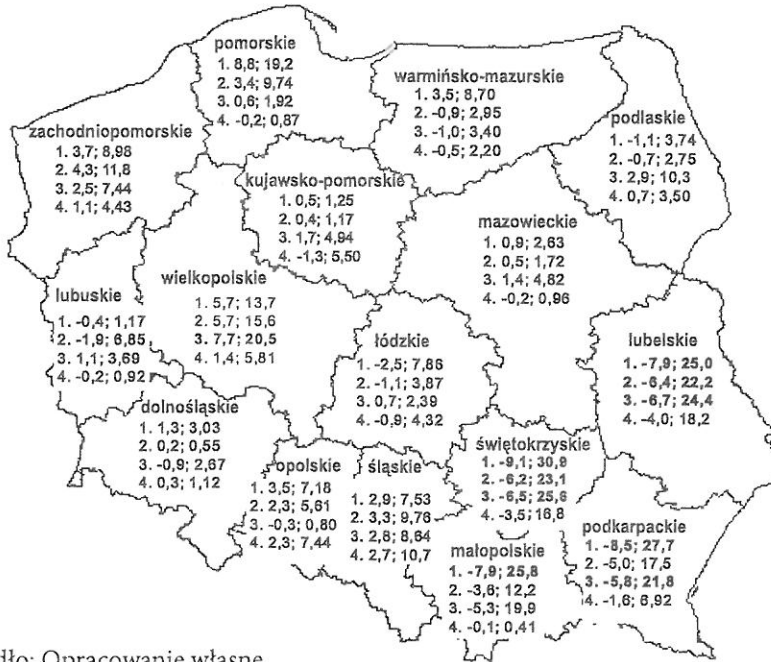 pomorskie
1. 8,8; 19,2
2. 3,4; 9,74
3. 0,6; 1,92
4. -0,2; 0,87
warmińsko-mazurskie
1. 3,5; 8,70
2. -0,9; 2,95
3. -1,0; 3,40
4. -0,5; 2,20
podlaskie
1. -1,1; 3,74
2. -0,7; 2,75
3. 2,9; 10,3
4. 0,7; 3,50
zachodniopomorskie
1. 3,7; 8,98
2. 4,3; 11,8
3. 2,5; 7,44
4. 1,1; 4,43
kujawsko-pomorskie
1. 0,5; 1,25
2. 0,4; 1,17
3. 1,7; 4,94
4. -1,3; 5,50
mazowieckie
1. 0,9; 2,63
2. 0,5; 1,72
3. 1,4; 4,82
4. -0,2; 0,96
lubuskie
1. -0,4; 1,17
2. -1,9; 6,85
3. 1,1; 3,69
4. -0,2; 0,92
wielkopolskie
1. 5,7; 13,7
2. 5,7; 15,6
3. 7,7; 20,5
4. 1,4; 5,81
łódzkie
1. -2,5; 7,86
2. -1,1; 3,87
3. 0,7; 2,39
4. -0,9; 4,32
lubelskie
1. -7,9; 25,0
2. -6,4; 22,2
3. -6,7; 24,4
4. -4,0; 18,2
dolnośląskie
1. 1,3; 3,03
2. 0,2; 0,55
3. -0,9; 2,67
4. 0,3; 1,12
opolskie
1. 3,5; 7,18
2. 2,3; 5,61
3. -0,3; 0,80
4. 2,3; 7,44
śląskie
1. 2,9; 7,53
2. 3,3; 9,76
3. 2,8; 8,64
4. 2,7; 10,7
świętokrzyskie
1. -9,1; 30,9
2. -6,2; 23,1
3. -6,5; 25,6
4. -3,5; 16,8
małopolskie
1. -7,9; 25,8
2. -3,6; 12,2
3. -5,3; 19,9
4. -0,1; 0,41
podkarpackie
1. -8,5; 27,7
2. -5,0; 17,5
3. -5,8; 21,8
4. -1,6; 6,92
dło: Opracowanie własne